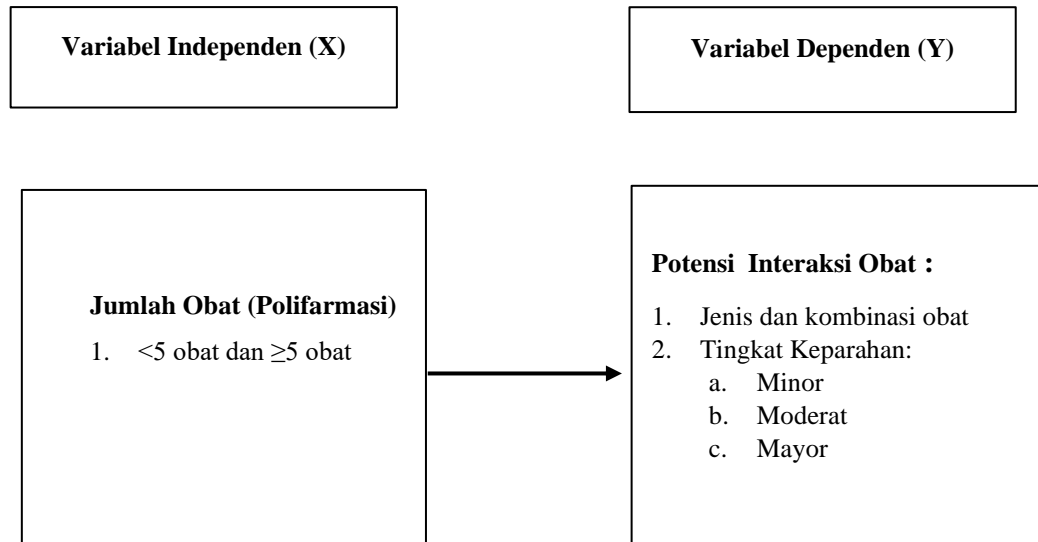 Variabel Independen (X)
Variabel Dependen (Y)
Jumlah Obat (Polifarmasi)
1. <5 obat dan ≥5 obat
Potensi Interaksi Obat :
1. Jenis dan kombinasi obat
2. Tingkat Keparahan:
a. Minor
b. Moderat
c. Mayor